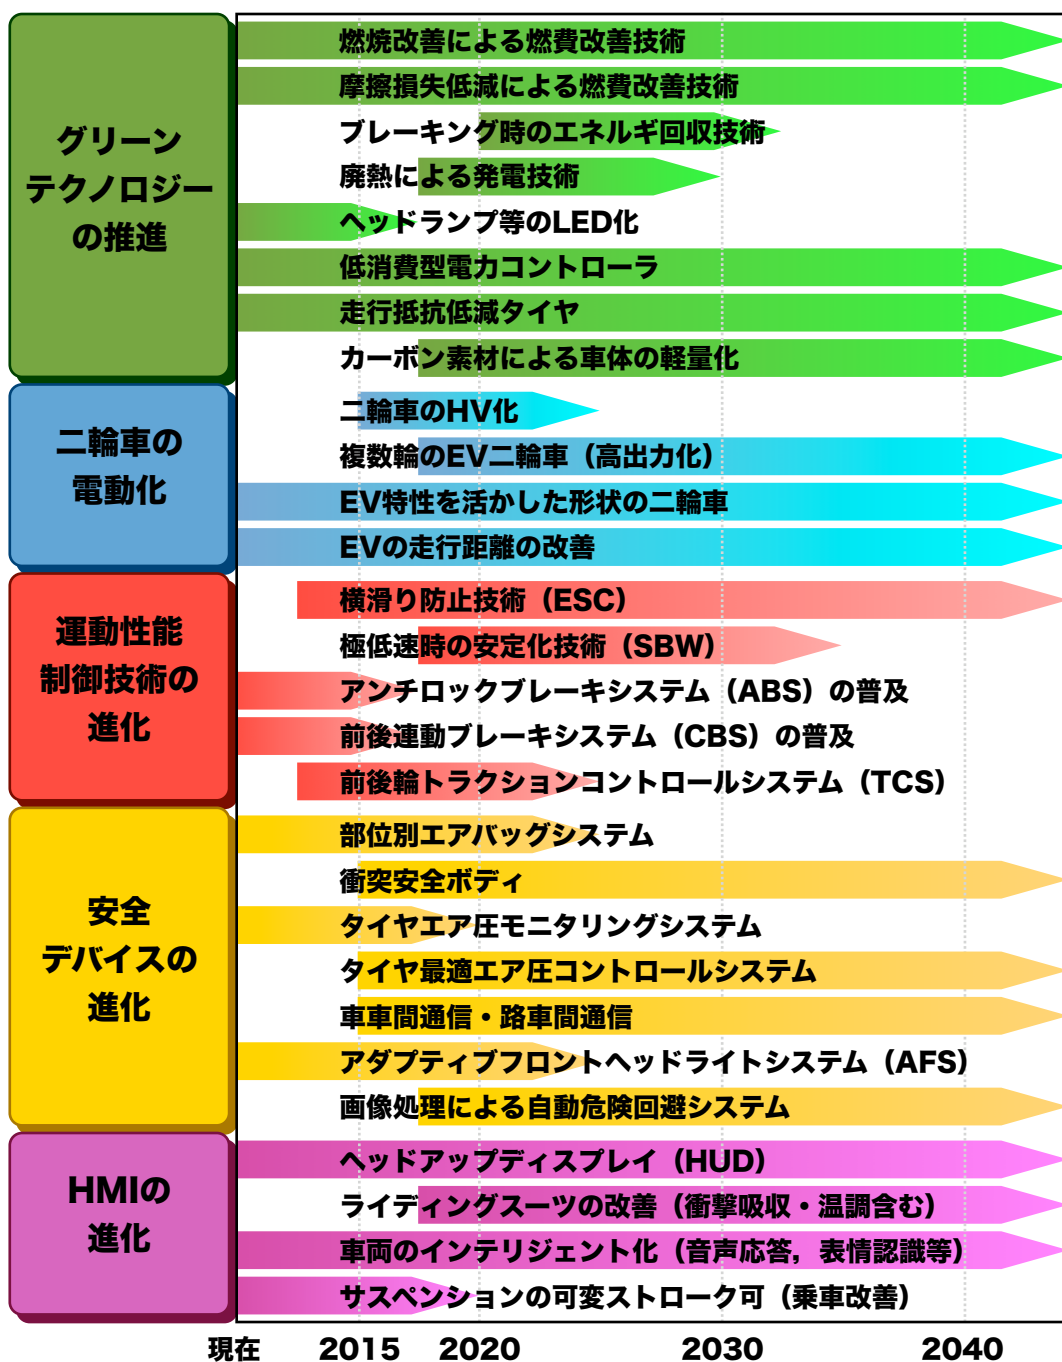 グリーン
テクノロジー
の推進
燃焼改善による燃費改善技術
摩擦損失低減による燃費改善技術
ブレーキング時のエネルギ回収技術
廃熱による発電技術
ヘッドランプ等のLED化
低消費型電力コントローラ
走行抵抗低減タイヤ
カーボン素材による車体の軽量化
二輪車の
電動化
二輪車のHV化
複数輪のEV二輪車（高出力化）
EV特性を活かした形状の二輪車
EVの走行距離の改善
運動性能
制御技術の
進化
横滑り防止技術（ESC）
極低速時の安定化技術（SBW）
アンチロックブレーキシステム（ABS）の普及
前後連動ブレーキシステム（CBS）の普及
前後輪トラクションコントロールシステム（TCS）
安全
デバイスの
進化
部位別エアバッグシステム
衝突安全ボディ
タイヤエア圧モニタリングシステム
タイヤ最適エア圧コントロールシステム
車車間通信・路車間通信
アダプティブフロントヘッドライトシステム（AFS）
画像処理による自動危険回避システム
HMIの
進化
ヘッドアップディスプレイ（HUD）
ライディングスーツの改善（衝撃吸収・温調含む）
車両のインテリジェント化（音声応答，表情認識等）
サスペンションの可変ストローク可（乗車改善）
現在 2015 2020 2030 2040